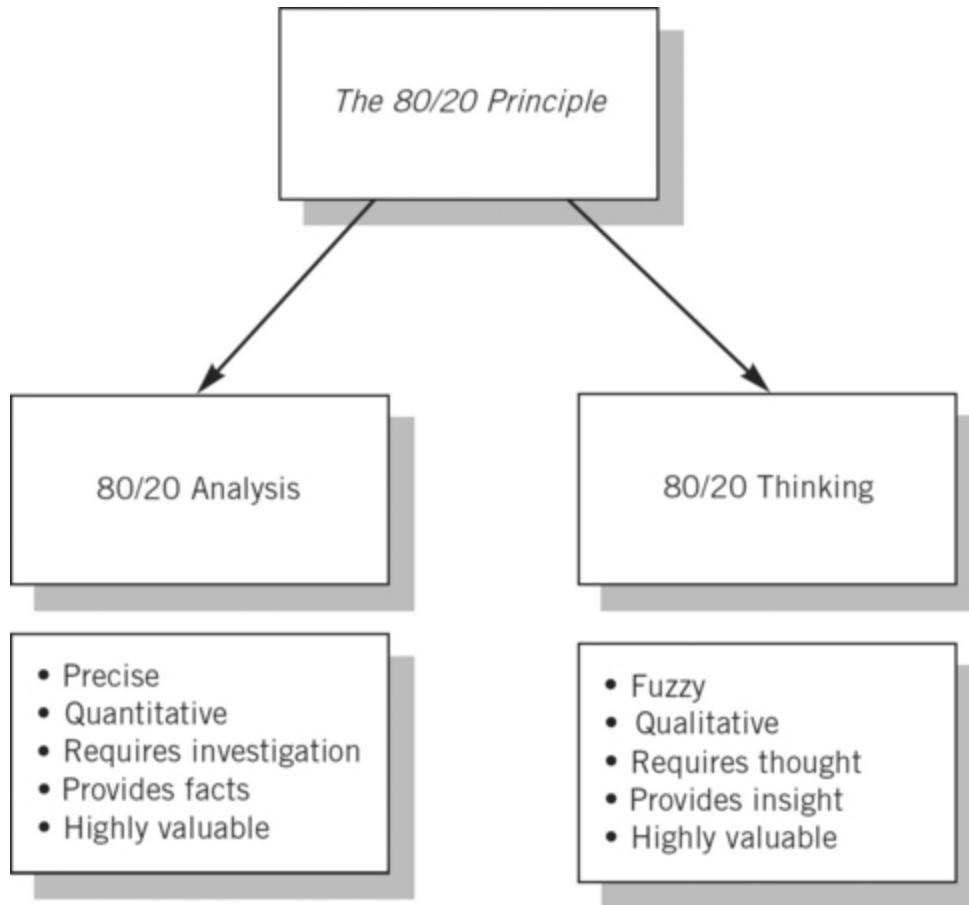 The 80/20 Principle
80/20 Analysis
80/20 Thinking
• Precise
• Quantitative
• Requires investigation
• Provides facts
• Highly valuable
• Fuzzy
• Qualitative
• Requires thought
• Provides insight
• Highly valuable